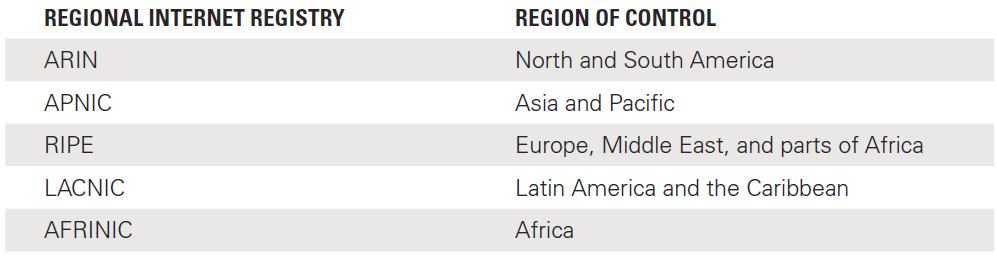 REGIONAL INTERNET REGISTRY REGION OF CONTROL
ARIN North and South America
APNIC Asia and Pacific
RIPE Europe, Middle East, and parts of Africa
LACNIC Latin America and the Caribbean
AFRINIC Africa